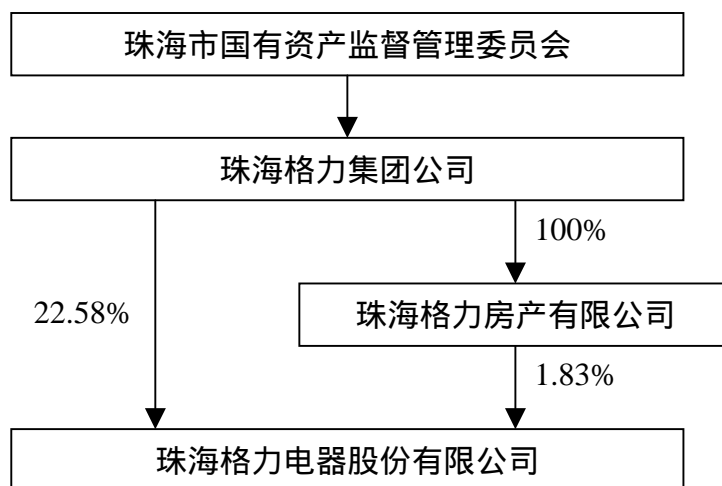 珠海市国有资产监督管理委员会
珠海格力集团公司
100%
22.58%
珠海格力房产有限公司
1.83%
珠海格力电器股份有限公司